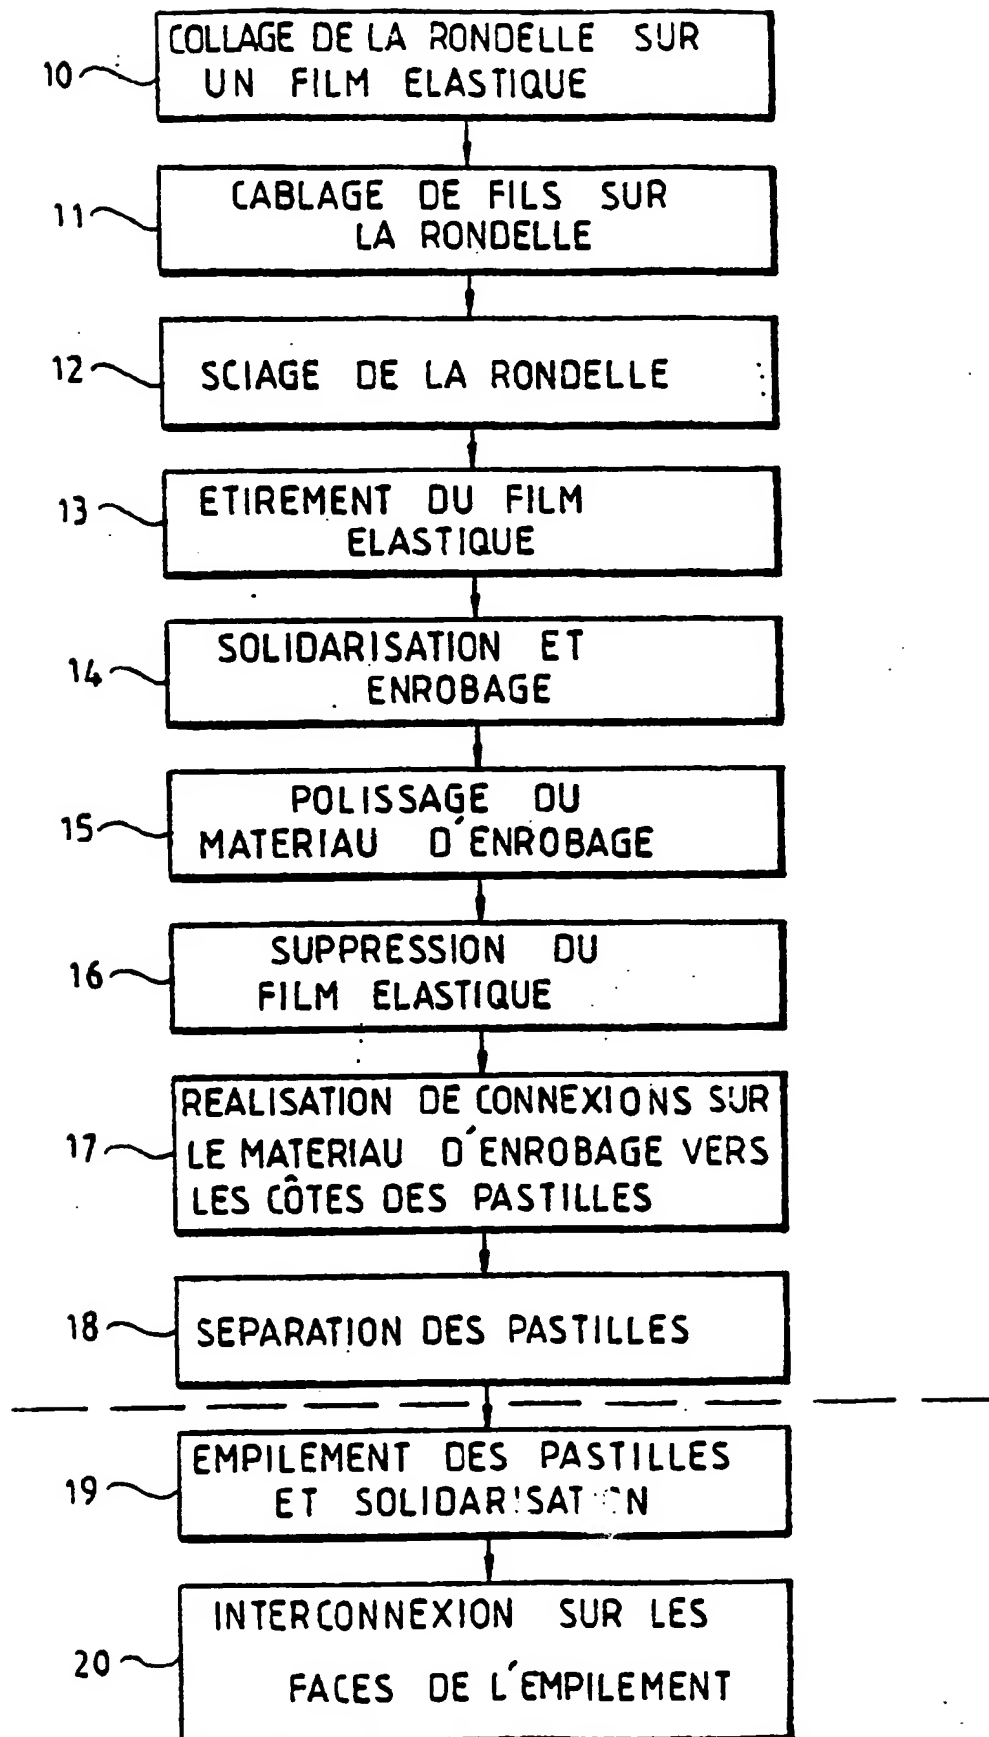 COLLAGE DE LA RONDELLE SUR
UN FILM ELASTIQUE
10
CABLAGE DE FILS SUR
LA RONDELLE
11
SCIAGE DE LA RONDELLE
12
ETIREMENT DU FILM
ELASTIQUE
13
SOLIDARISATION ET
ENROBAGE
14
POLISSAGE DU
MATERIAU D'ENROBAGE
15
SUPPRESSION DU
FILM ELASTIQUE
16
REALISATION DE CONNEXIONS SUR
LE MATERIAU D'ENROBAGE VERS
LES CÔTES DES PASTILLES
17
SEPARATION DES PASTILLES
18
EMPILEMENT DES PASTILLES
ET SOLIDARISATION
19
INTERCONNEXION SUR LES
FACES DE L'EMPILEMENT
20